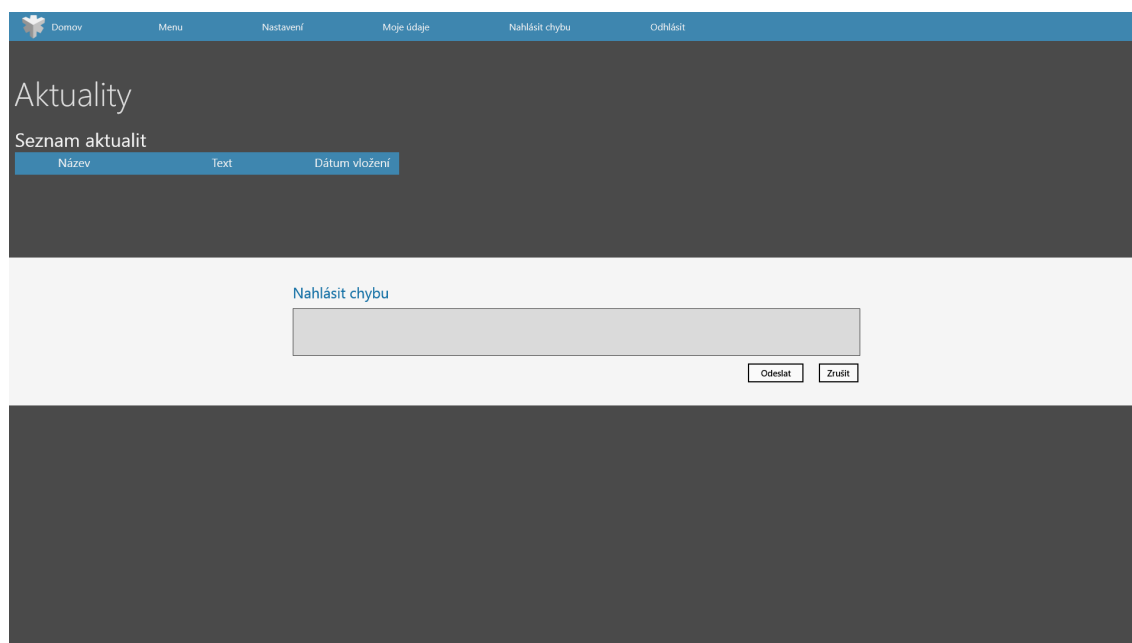 Domov Menu Nastavení Moje údaje Nahlásit chybu Odhlásit
Aktuality
Seznam aktualit
Název Text Dátum vložení
Nahlásit chybu
Odeslat Zrušit